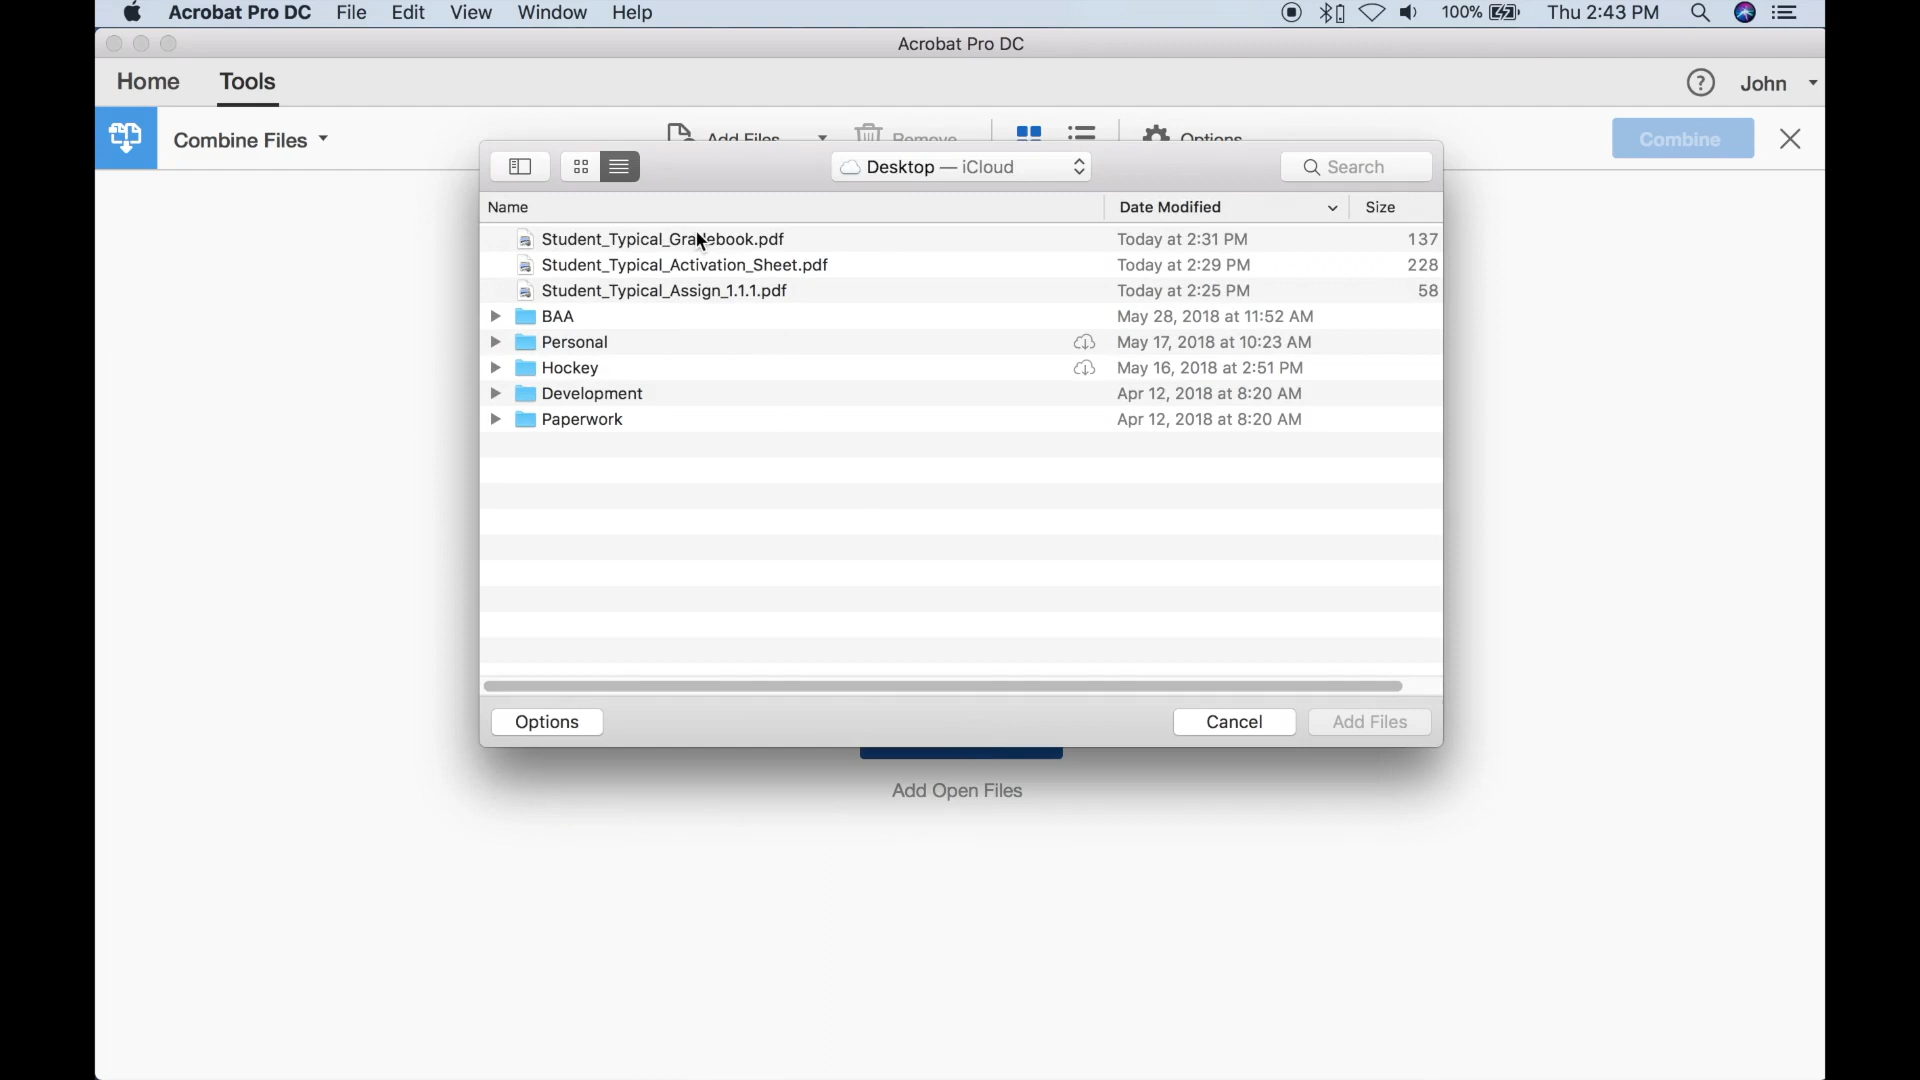 Acrobat Pro DC File Edit View Window Help 100% Thu 2:43 PM
Acrobat Pro DC
Home Tools ? John
Combine Files Add Files Remove Options Combine
Desktop — iCloud Search
Name Date Modified Size
Student_Typical_Gradebook.pdf Today at 2:31 PM 137
Student_Typical_Activation_Sheet.pdf Today at 2:29 PM 228
Student_Typical_Assign_1.1.1.pdf Today at 2:25 PM 58
BAA May 28, 2018 at 11:52 AM
Personal May 17, 2018 at 10:23 AM
Hockey May 16, 2018 at 2:51 PM
Development Apr 12, 2018 at 8:20 AM
Paperwork Apr 12, 2018 at 8:20 AM
Options Cancel Add Files
Add Open Files